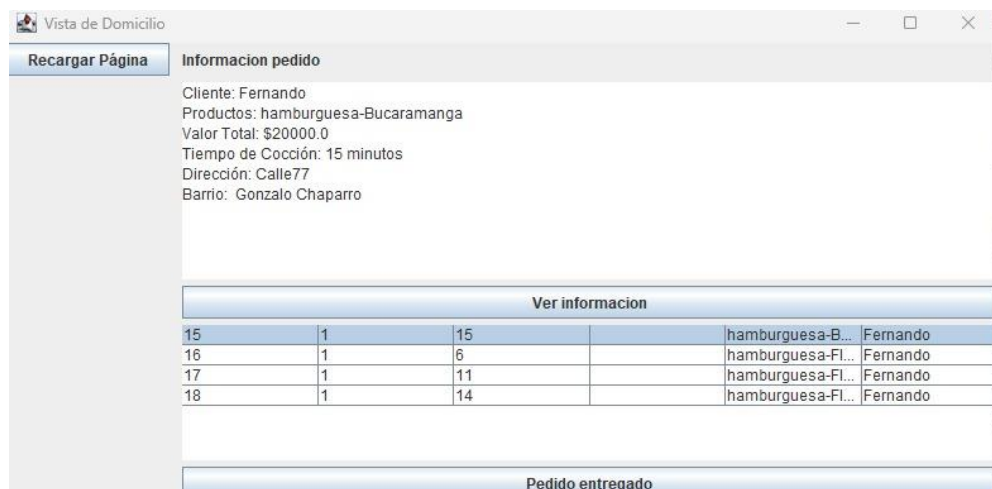 Vista de Domicilio
Recargar Página
Informacion pedido
Cliente: Fernando
Productos: hamburguesa-Bucaramanga
Valor Total: $20000.0
Tiempo de Cocción: 15 minutos
Dirección: Calle77
Barrio:  Gonzalo Chaparro
Ver informacion
15 1 15 hamburguesa-B... Fernando
16 1 6 hamburguesa-Fl... Fernando
17 1 11 hamburguesa-Fl... Fernando
18 1 14 hamburguesa-Fl... Fernando
Pedido entregado